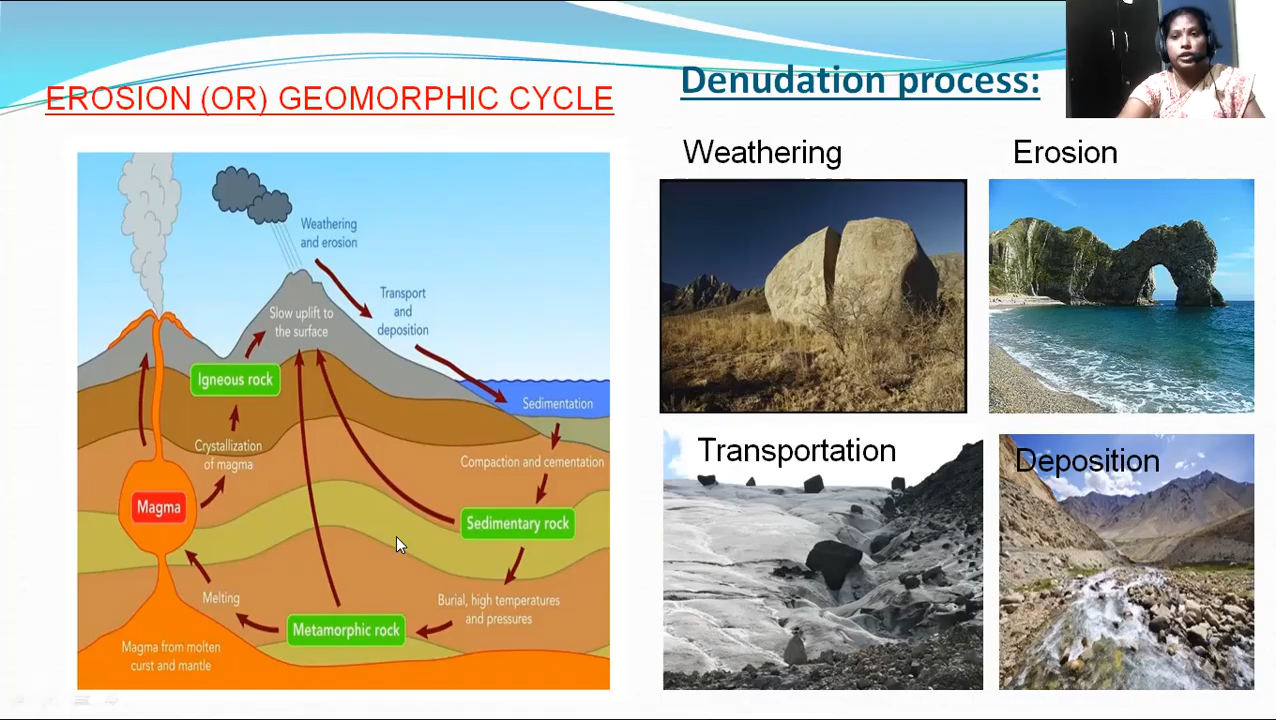 EROSION (OR) GEOMORPHIC CYCLE
Denudation process:
Weathering
and erosion
Transport
and
deposition
Slow uplift to
the surface
Igneous rock
Sedimentation
Crystallization
of magma
Compaction and cementation
Magma
Sedimentary rock
Melting
Burial, high temperatures
and pressures
Metamorphic rock
Magma from molten
curst and mantle
Weathering
Erosion
Transportation
Deposition